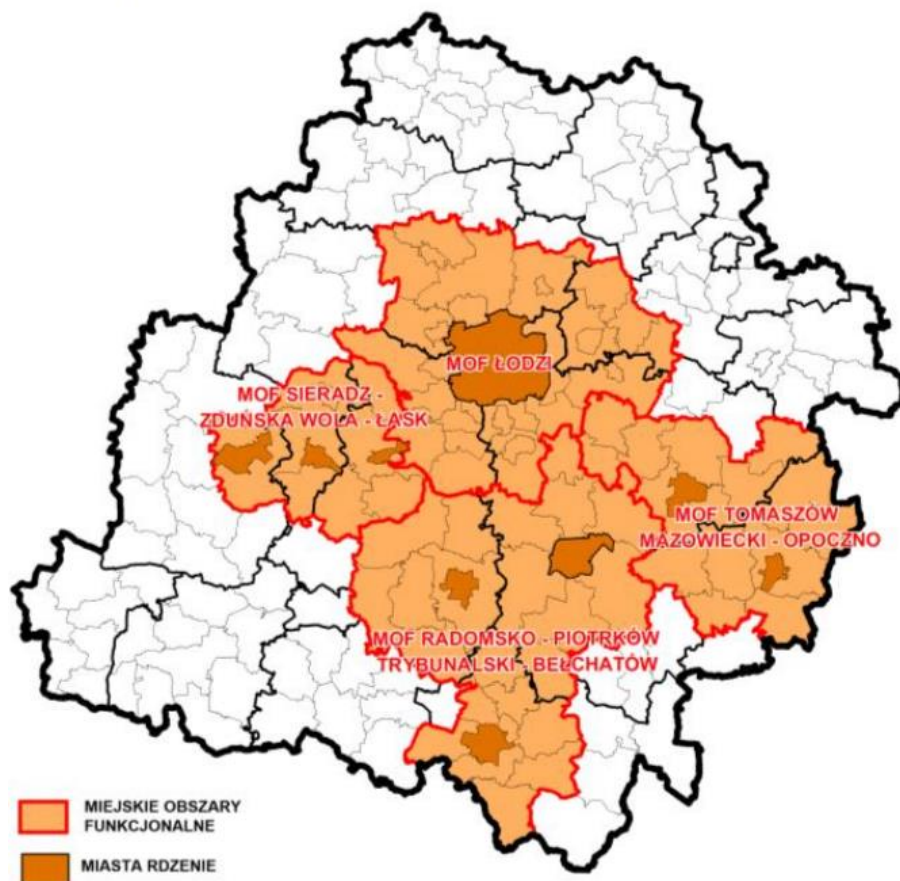 MOF ŁODZI
MOF SIERADZ -
ZDUŃSKA WOLA - ŁASK
MOF TOMASZÓW
MAZOWIECKI - OPOCZNO
MOF RADOMSKO - PIOTRKÓW
TRYBUNALSKI - BEŁCHATÓW
MIEJSKIE OBSZARY
FUNKCJONALNE
MIASTA RDZENIE